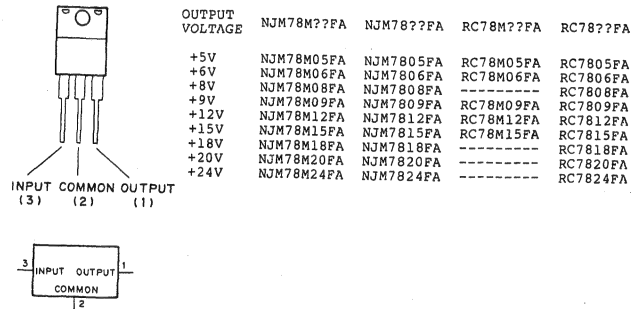 OUTPUT
VOLTAGE NJM78M??FA NJM78??FA RC78M??FA RC78??FA
+5V NJM78M05FA NJM7805FA RC78M05FA RC7805FA
+6V NJM78M06FA NJM7806FA RC78M06FA RC7806FA
+8V NJM78M08FA NJM7808FA --------- RC7808FA
+9V NJM78M09FA NJM7809FA RC78M09FA RC7809FA
+12V NJM78M12FA NJM7812FA RC78M12FA RC7812FA
+15V NJM78M15FA NJM7815FA RC78M15FA RC7815FA
+18V NJM78M18FA NJM7818FA --------- RC7818FA
+20V NJM78M20FA NJM7820FA --------- RC7820FA
+24V NJM78M24FA NJM7824FA --------- RC7824FA
INPUT COMMON OUTPUT
(3) (2) (1)
3 INPUT OUTPUT 1
COMMON
2